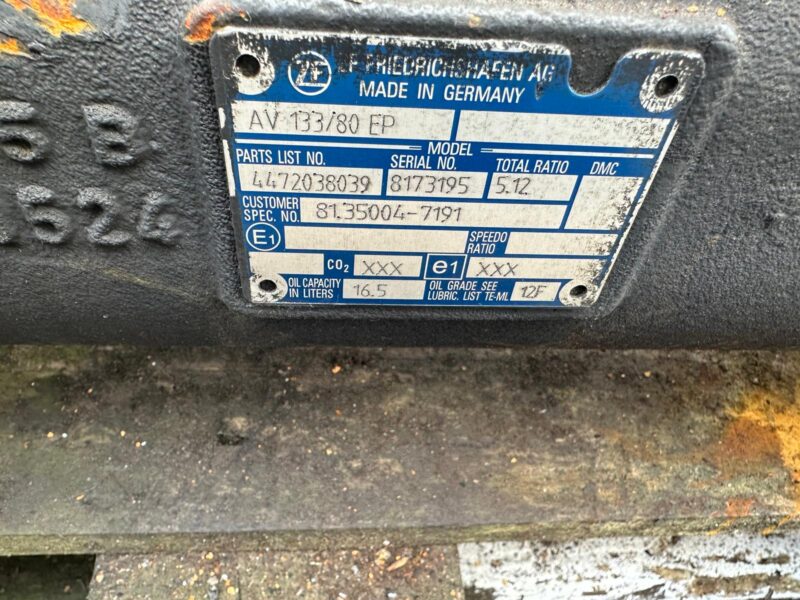 ZF
F FRIEDRICHSHAFEN AG
MADE IN GERMANY
AV 133/80 EP
MODEL
PARTS LIST NO. SERIAL NO. TOTAL RATIO DMC
4472038039 8173195 5.12
CUSTOMER SPEC. NO. 81.35004-7191
E1 SPEEDO RATIO
CO2 XXX e1 XXX
OIL CAPACITY IN LITERS 16.5 OIL GRADE SEE LUBRIC. LIST TE-ML 12F